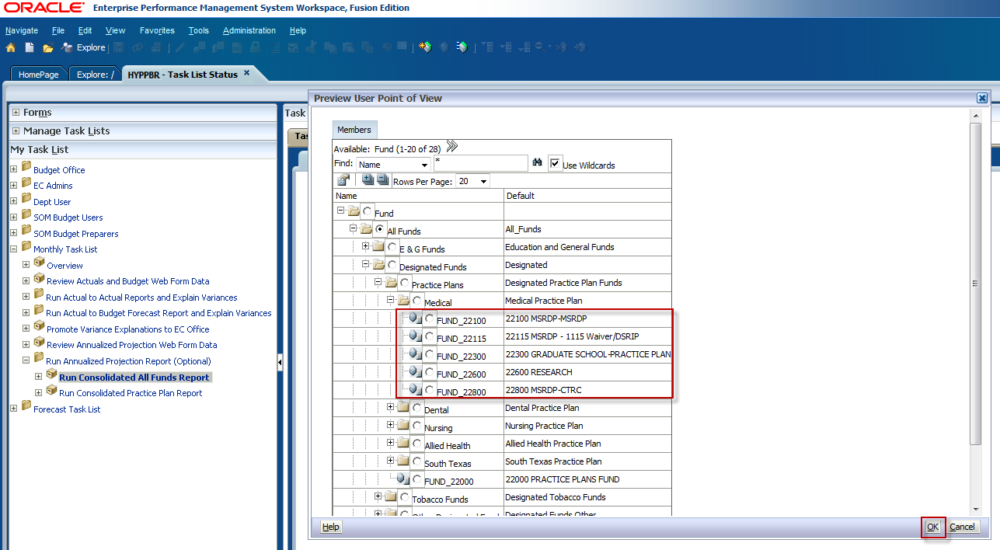 ORACLE® Enterprise Performance Management System Workspace, Fusion Edition
Navigate File Edit View Favorites Tools Administration Help
Explore
HomePage Explore: / HYPPBR - Task List Status
Forms
Manage Task Lists
My Task List
Budget Office
EC Admins
Dept User
SOM Budget Users
SOM Budget Preparers
Monthly Task List
Overview
Review Actuals and Budget Web Form Data
Run Actual to Actual Reports and Explain Variances
Run Actual to Budget Forecast Report and Explain Variances
Promote Variance Explanations to EC Office
Review Annualized Projection Web Form Data
Run Annualized Projection Report (Optional)
Run Consolidated All Funds Report
Run Consolidated Practice Plan Report
Forecast Task List
Task
Tas
Preview User Point of View
Members
Available: Fund (1-20 of 28)
Find: Name * Use Wildcards
Rows Per Page: 20
Name Default
Fund
All Funds All_Funds
E & G Funds Education and General Funds
Designated Funds Designated
Practice Plans Designated Practice Plan Funds
Medical Medical Practice Plan
FUND_22100 22100 MSRDP-MSRDP
FUND_22115 22115 MSRDP - 1115 Waiver/DSRIP
FUND_22300 22300 GRADUATE SCHOOL-PRACTICE PLAN
FUND_22600 22600 RESEARCH
FUND_22800 22800 MSRDP-CTRC
Dental Dental Practice Plan
Nursing Nursing Practice Plan
Allied Health Allied Health Practice Plan
South Texas South Texas Practice Plan
FUND_22000 22000 PRACTICE PLANS FUND
Tobacco Funds Designated Tobacco Funds
Other Designated Fund Designated Funds Other
Help OK Cancel